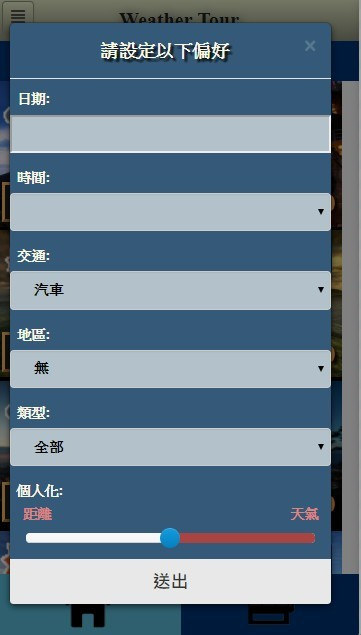 Weather Tour
請設定以下偏好 ×
日期:
時間:
交通:
汽車
地區:
無
類型:
全部
個人化:
距離 天氣
送出